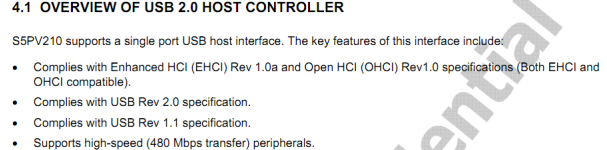 4.1 OVERVIEW OF USB 2.0 HOST CONTROLLER
S5PV210 supports a single port USB host interface. The key features of this interface include:
• Complies with Enhanced HCI (EHCI) Rev 1.0a and Open HCI (OHCI) Rev1.0 specifications (Both EHCI and
OHCI compatible).
• Complies with USB Rev 2.0 specification.
• Complies with USB Rev 1.1 specification.
• Supports high-speed (480 Mbps transfer) peripherals.
ential